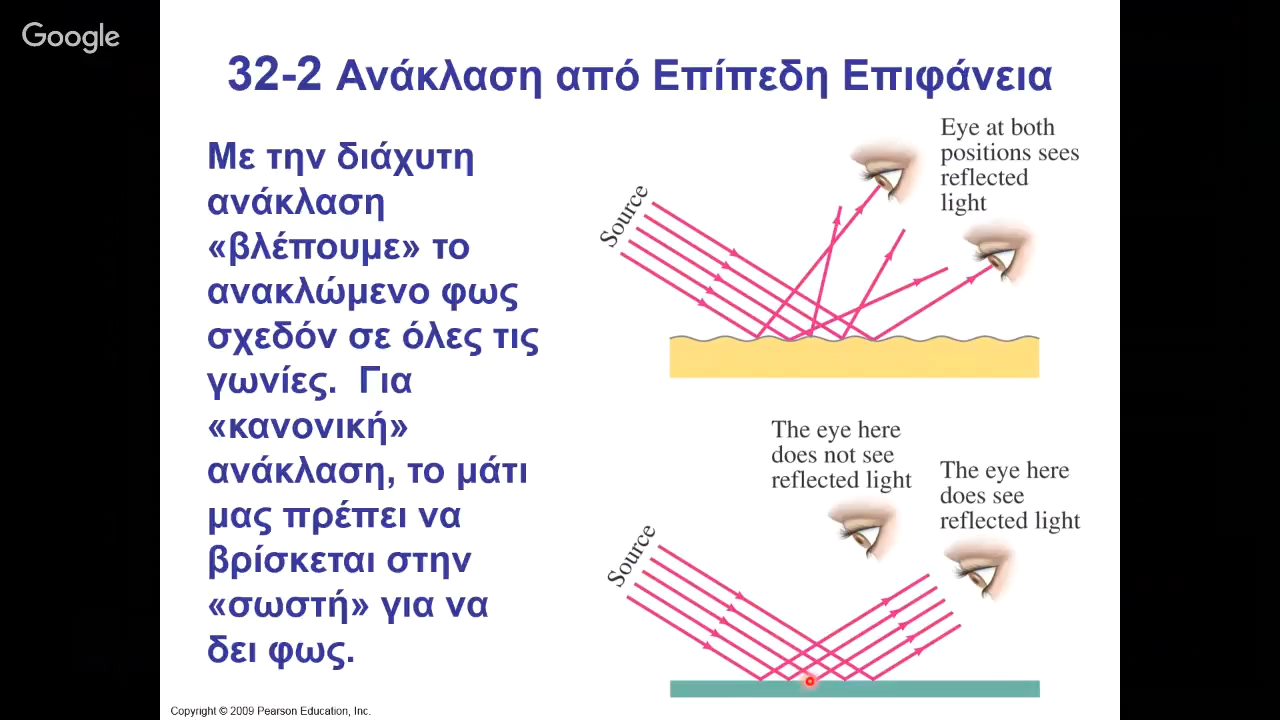 Google
32-2 Ανάκλαση από Επίπεδη Επιφάνεια
Με την διάχυτη
ανάκλαση
«βλέπουμε» το
ανακλώμενο φως
σχεδόν σε όλες τις
γωνίες. Για
«κανονική»
ανάκλαση, το μάτι
μας πρέπει να
βρίσκεται στην
«σωστή» για να
δει φως.
Eye at both
positions sees
reflected
light
Source
The eye here
does not see
reflected light
The eye here
does see
reflected light
Source
Copyright © 2009 Pearson Education, Inc.